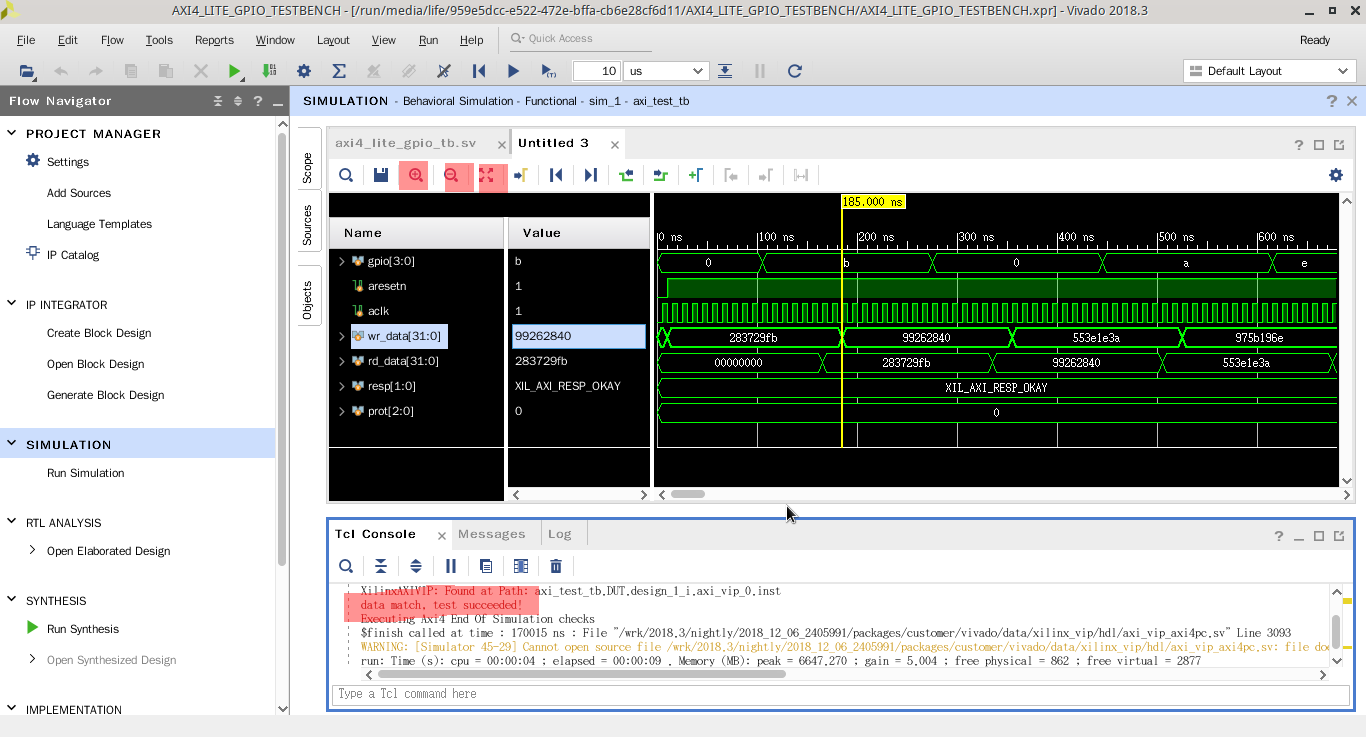 AXI4_LITE_GPIO_TESTBENCH - [/run/media/life/959e5dcc-e522-472e-bffa-cb6e28cf6d11/AXI4_LITE_GPIO_TESTBENCH/AXI4_LITE_GPIO_TESTBENCH.xpr] - Vivado 2018.3
File Edit Flow Tools Reports Window Layout View Run Help Quick Access Ready
10 us Default Layout
Flow Navigator
PROJECT MANAGER
Settings
Add Sources
Language Templates
IP Catalog
IP INTEGRATOR
Create Block Design
Open Block Design
Generate Block Design
SIMULATION
Run Simulation
RTL ANALYSIS
Open Elaborated Design
SYNTHESIS
Run Synthesis
Open Synthesized Design
IMPLEMENTATION
SIMULATION - Behavioral Simulation - Functional - sim_1 - axi_test_tb
Scope
Sources
Objects
axi4_lite_gpio_tb.sv Untitled 3
185.000 ns
Name Value
0 ns 100 ns 200 ns 300 ns 400 ns 500 ns 600 ns
gpio[3:0] b 0 b 0 a e
aresetn 1
aclk 1
wr_data[31:0] 99262840 283729fb 99262840 553e1e3a 975b196e
rd_data[31:0] 283729fb 00000000 283729fb 99262840 553e1e3a
resp[1:0] XIL_AXI_RESP_OKAY XIL_AXI_RESP_OKAY
prot[2:0] 0 0
Tcl Console Messages Log
XilinxAXIVIP: Found at Path: axi_test_tb.DUT.design_1_i.axi_vip_0.inst
data match, test succeeded!
Executing Axi4 End Of Simulation checks
$finish called at time : 170015 ns : File "/wrk/2018.3/nightly/2018_12_06_2405991/packages/customer/vivado/data/xilinx_vip/hdl/axi_vip_axi4pc.sv" Line 3093
WARNING: [Simulator 45-29] Cannot open source file /wrk/2018.3/nightly/2018_12_06_2405991/packages/customer/vivado/data/xilinx_vip/hdl/axi_vip_axi4pc.sv: file doe
run: Time (s): cpu = 00:00:04 ; elapsed = 00:00:09 . Memory (MB): peak = 6647.270 ; gain = 5.004 ; free physical = 862 ; free virtual = 2877
Type a Tcl command here